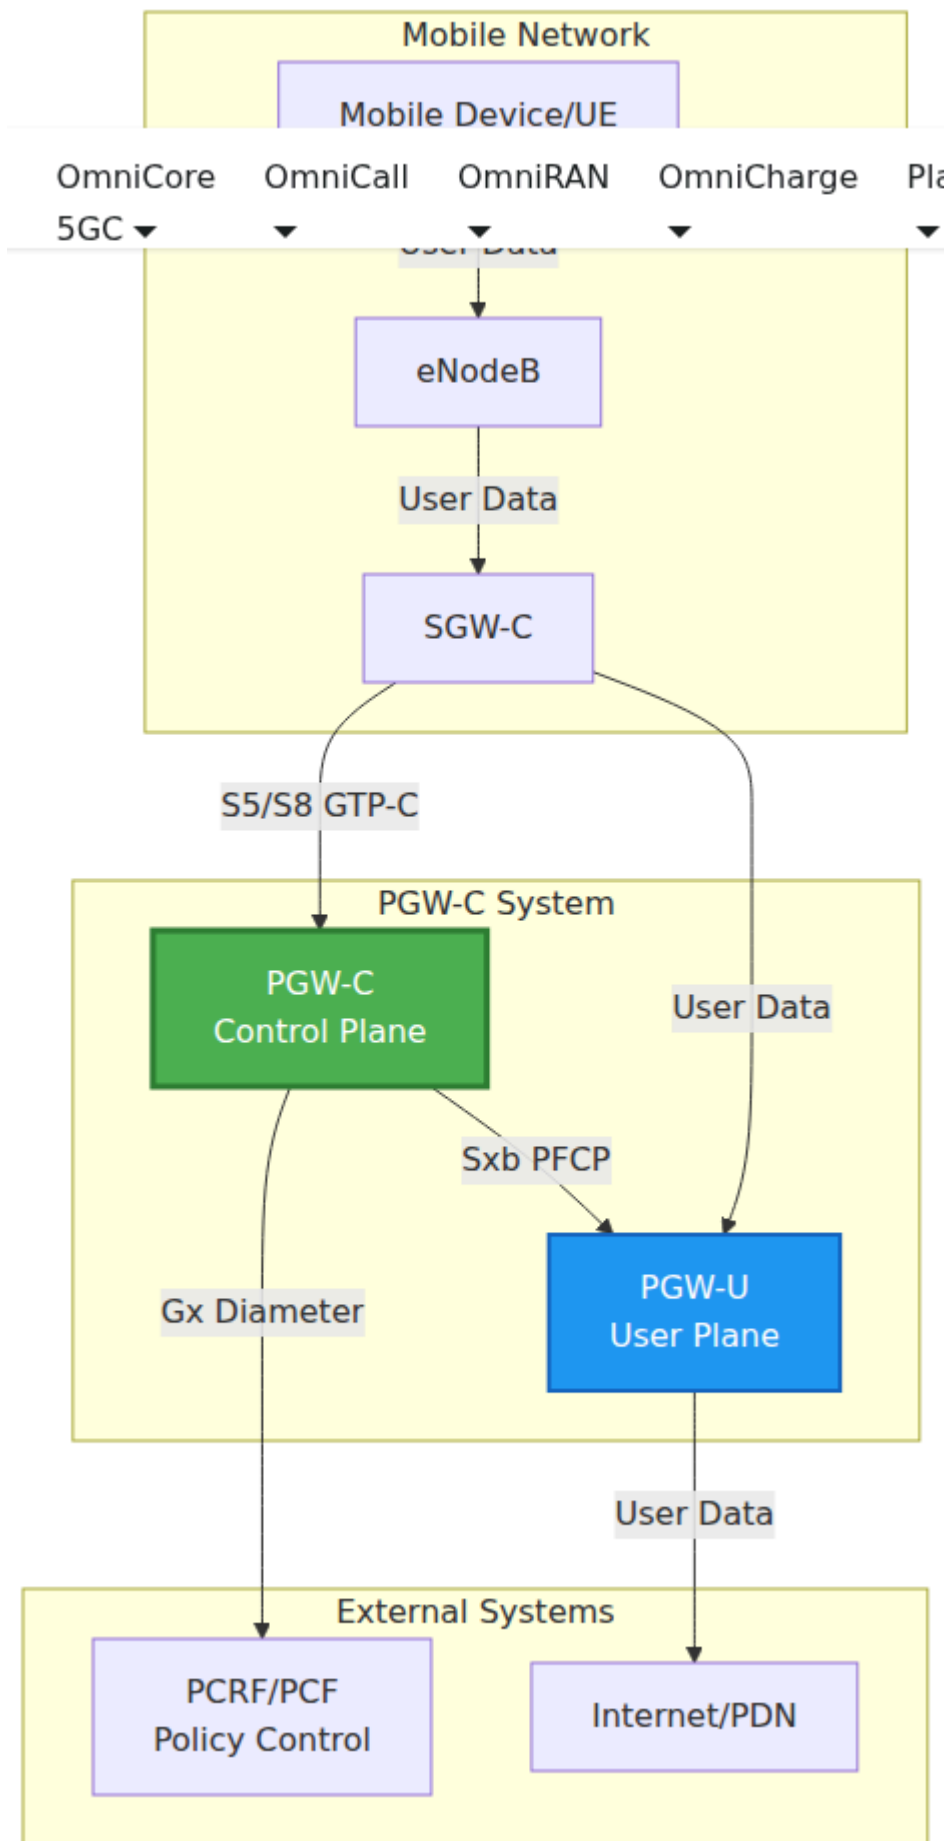 Mobile Network
Mobile Device/UE
OmniCore
5GC
OmniCall
OmniRAN
OmniCharge
User Data
eNodeB
User Data
SGW-C
S5/S8 GTP-C
PGW-C System
PGW-C
Control Plane
User Data
Sxb PFCP
PGW-U
User Plane
Gx Diameter
User Data
External Systems
PCRF/PCF
Policy Control
Internet/PDN